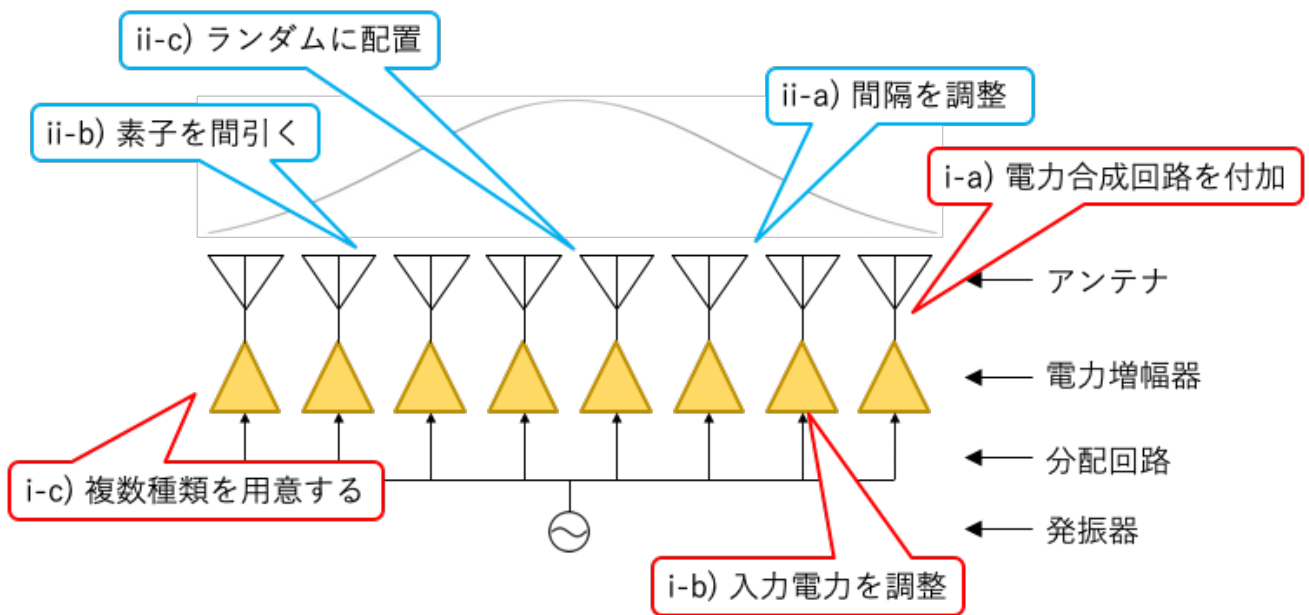 ii-c) ランダムに配置
ii-a) 間隔を調整
ii-b) 素子を間引く
i-a) 電力合成回路を付加
アンテナ
電力増幅器
分配回路
i-c) 複数種類を用意する
発振器
i-b) 入力電力を調整